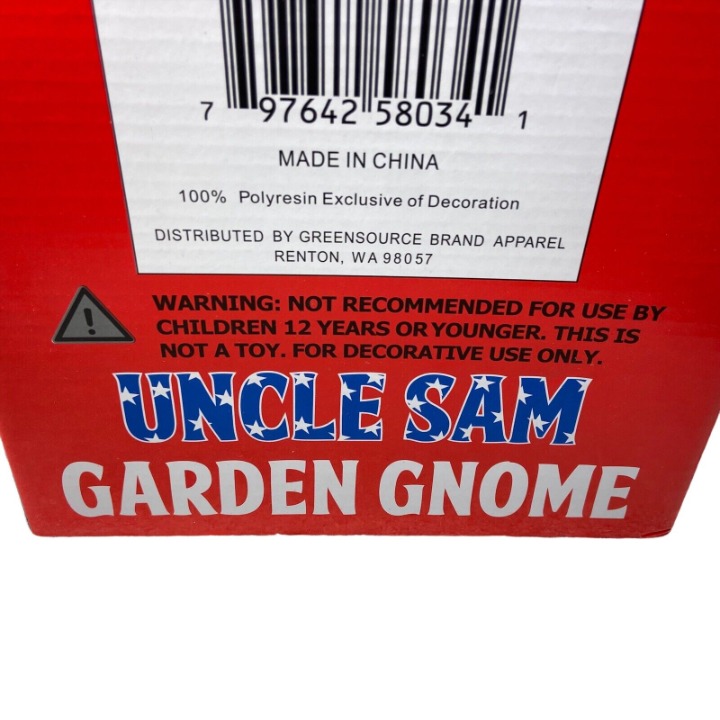 7 97642 58034 1
MADE IN CHINA
100% Polyresin Exclusive of Decoration
DISTRIBUTED BY GREENSOURCE BRAND APPAREL
RENTON, WA 98057
WARNING: NOT RECOMMENDED FOR USE BY
CHILDREN 12 YEARS OR YOUNGER. THIS IS
NOT A TOY. FOR DECORATIVE USE ONLY.
UNCLE SAM
GARDEN GNOME